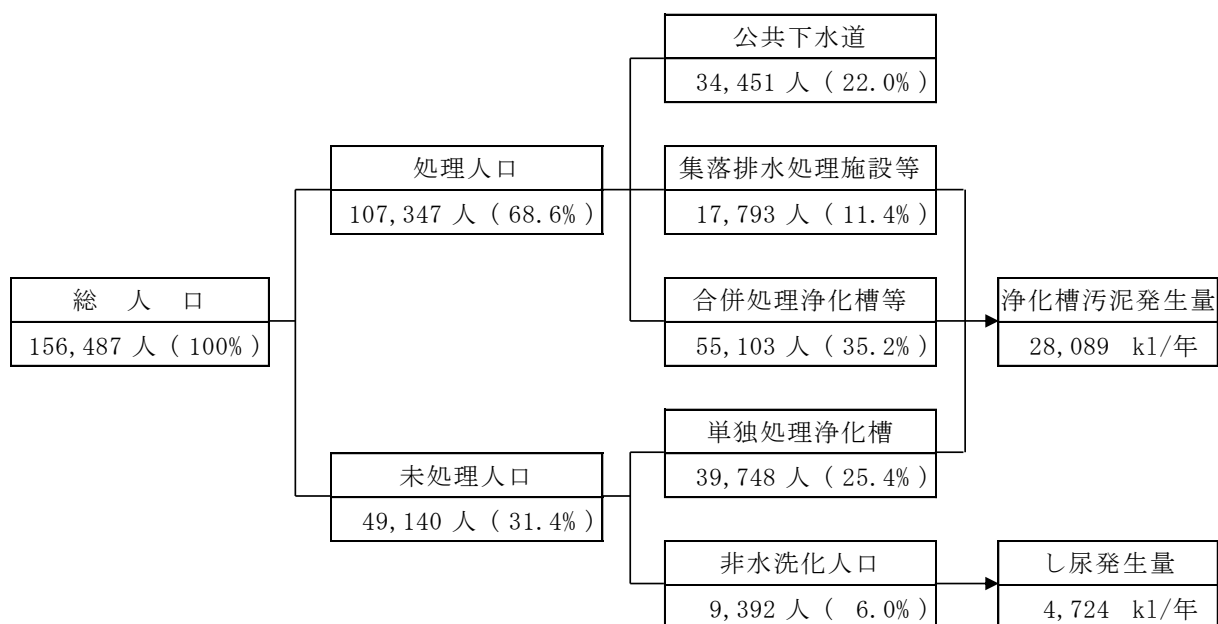 公共下水道
34,451 人 ( 22.0% )
処理人口
107,347 人 ( 68.6% )
集落排水処理施設等
17,793 人 ( 11.4% )
総 人 口
156,487 人 ( 100% )
合併処理浄化槽等
55,103 人 ( 35.2% )
浄化槽汚泥発生量
28,089 kl/年
未処理人口
49,140 人 ( 31.4% )
単独処理浄化槽
39,748 人 ( 25.4% )
非水洗化人口
9,392 人 ( 6.0% )
し尿発生量
4,724 kl/年